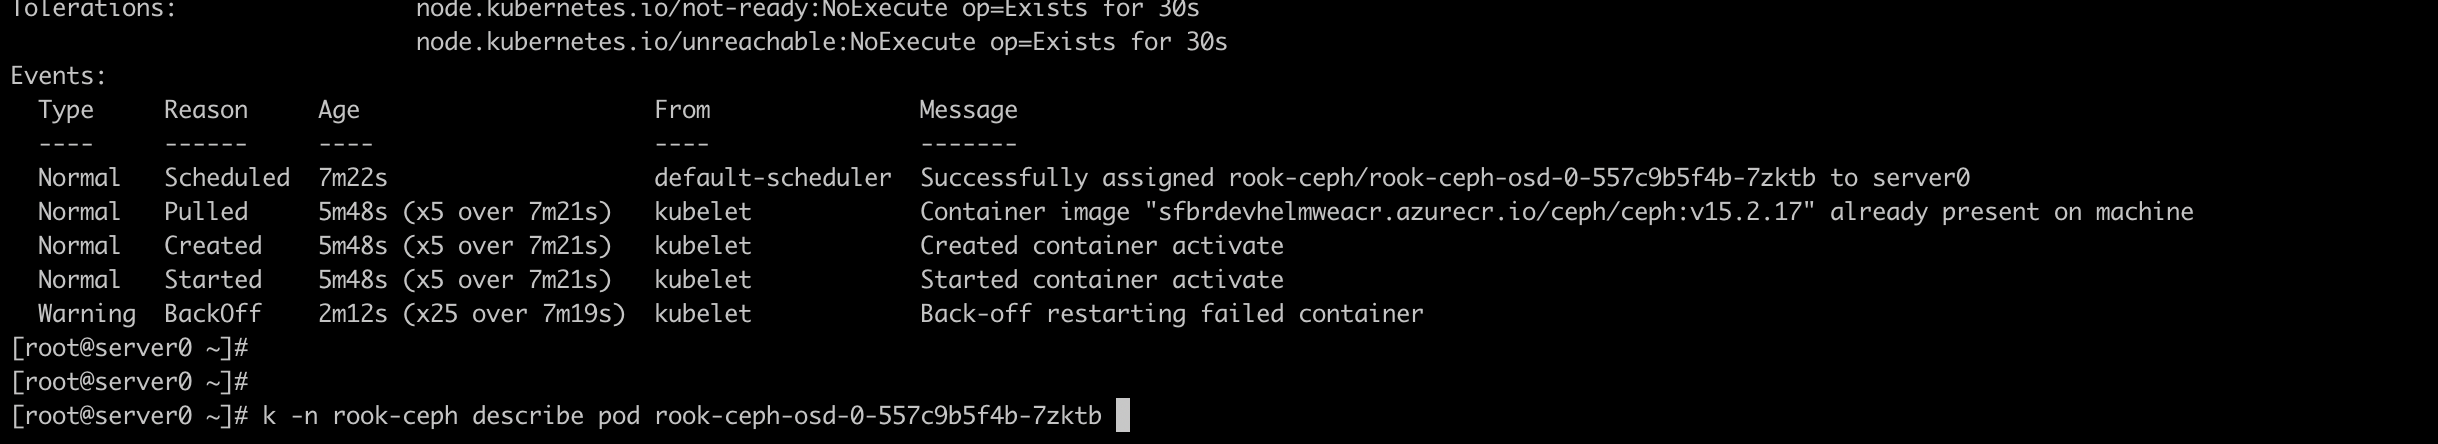 Tolerations: node.kubernetes.io/not-ready:NoExecute op=Exists for 30s
node.kubernetes.io/unreachable:NoExecute op=Exists for 30s
Events:
Type Reason Age From Message
---- ------ ---- ---- -------
Normal Scheduled 7m22s default-scheduler Successfully assigned rook-ceph/rook-ceph-osd-0-557c9b5f4b-7zktb to server0
Normal Pulled 5m48s (x5 over 7m21s) kubelet Container image "sfbrdevhelmweacr.azurecr.io/ceph/ceph:v15.2.17" already present on machine
Normal Created 5m48s (x5 over 7m21s) kubelet Created container activate
Normal Started 5m48s (x5 over 7m21s) kubelet Started container activate
Warning BackOff 2m12s (x25 over 7m19s) kubelet Back-off restarting failed container
[root@server0 ~]#
[root@server0 ~]#
[root@server0 ~]# k -n rook-ceph describe pod rook-ceph-osd-0-557c9b5f4b-7zktb